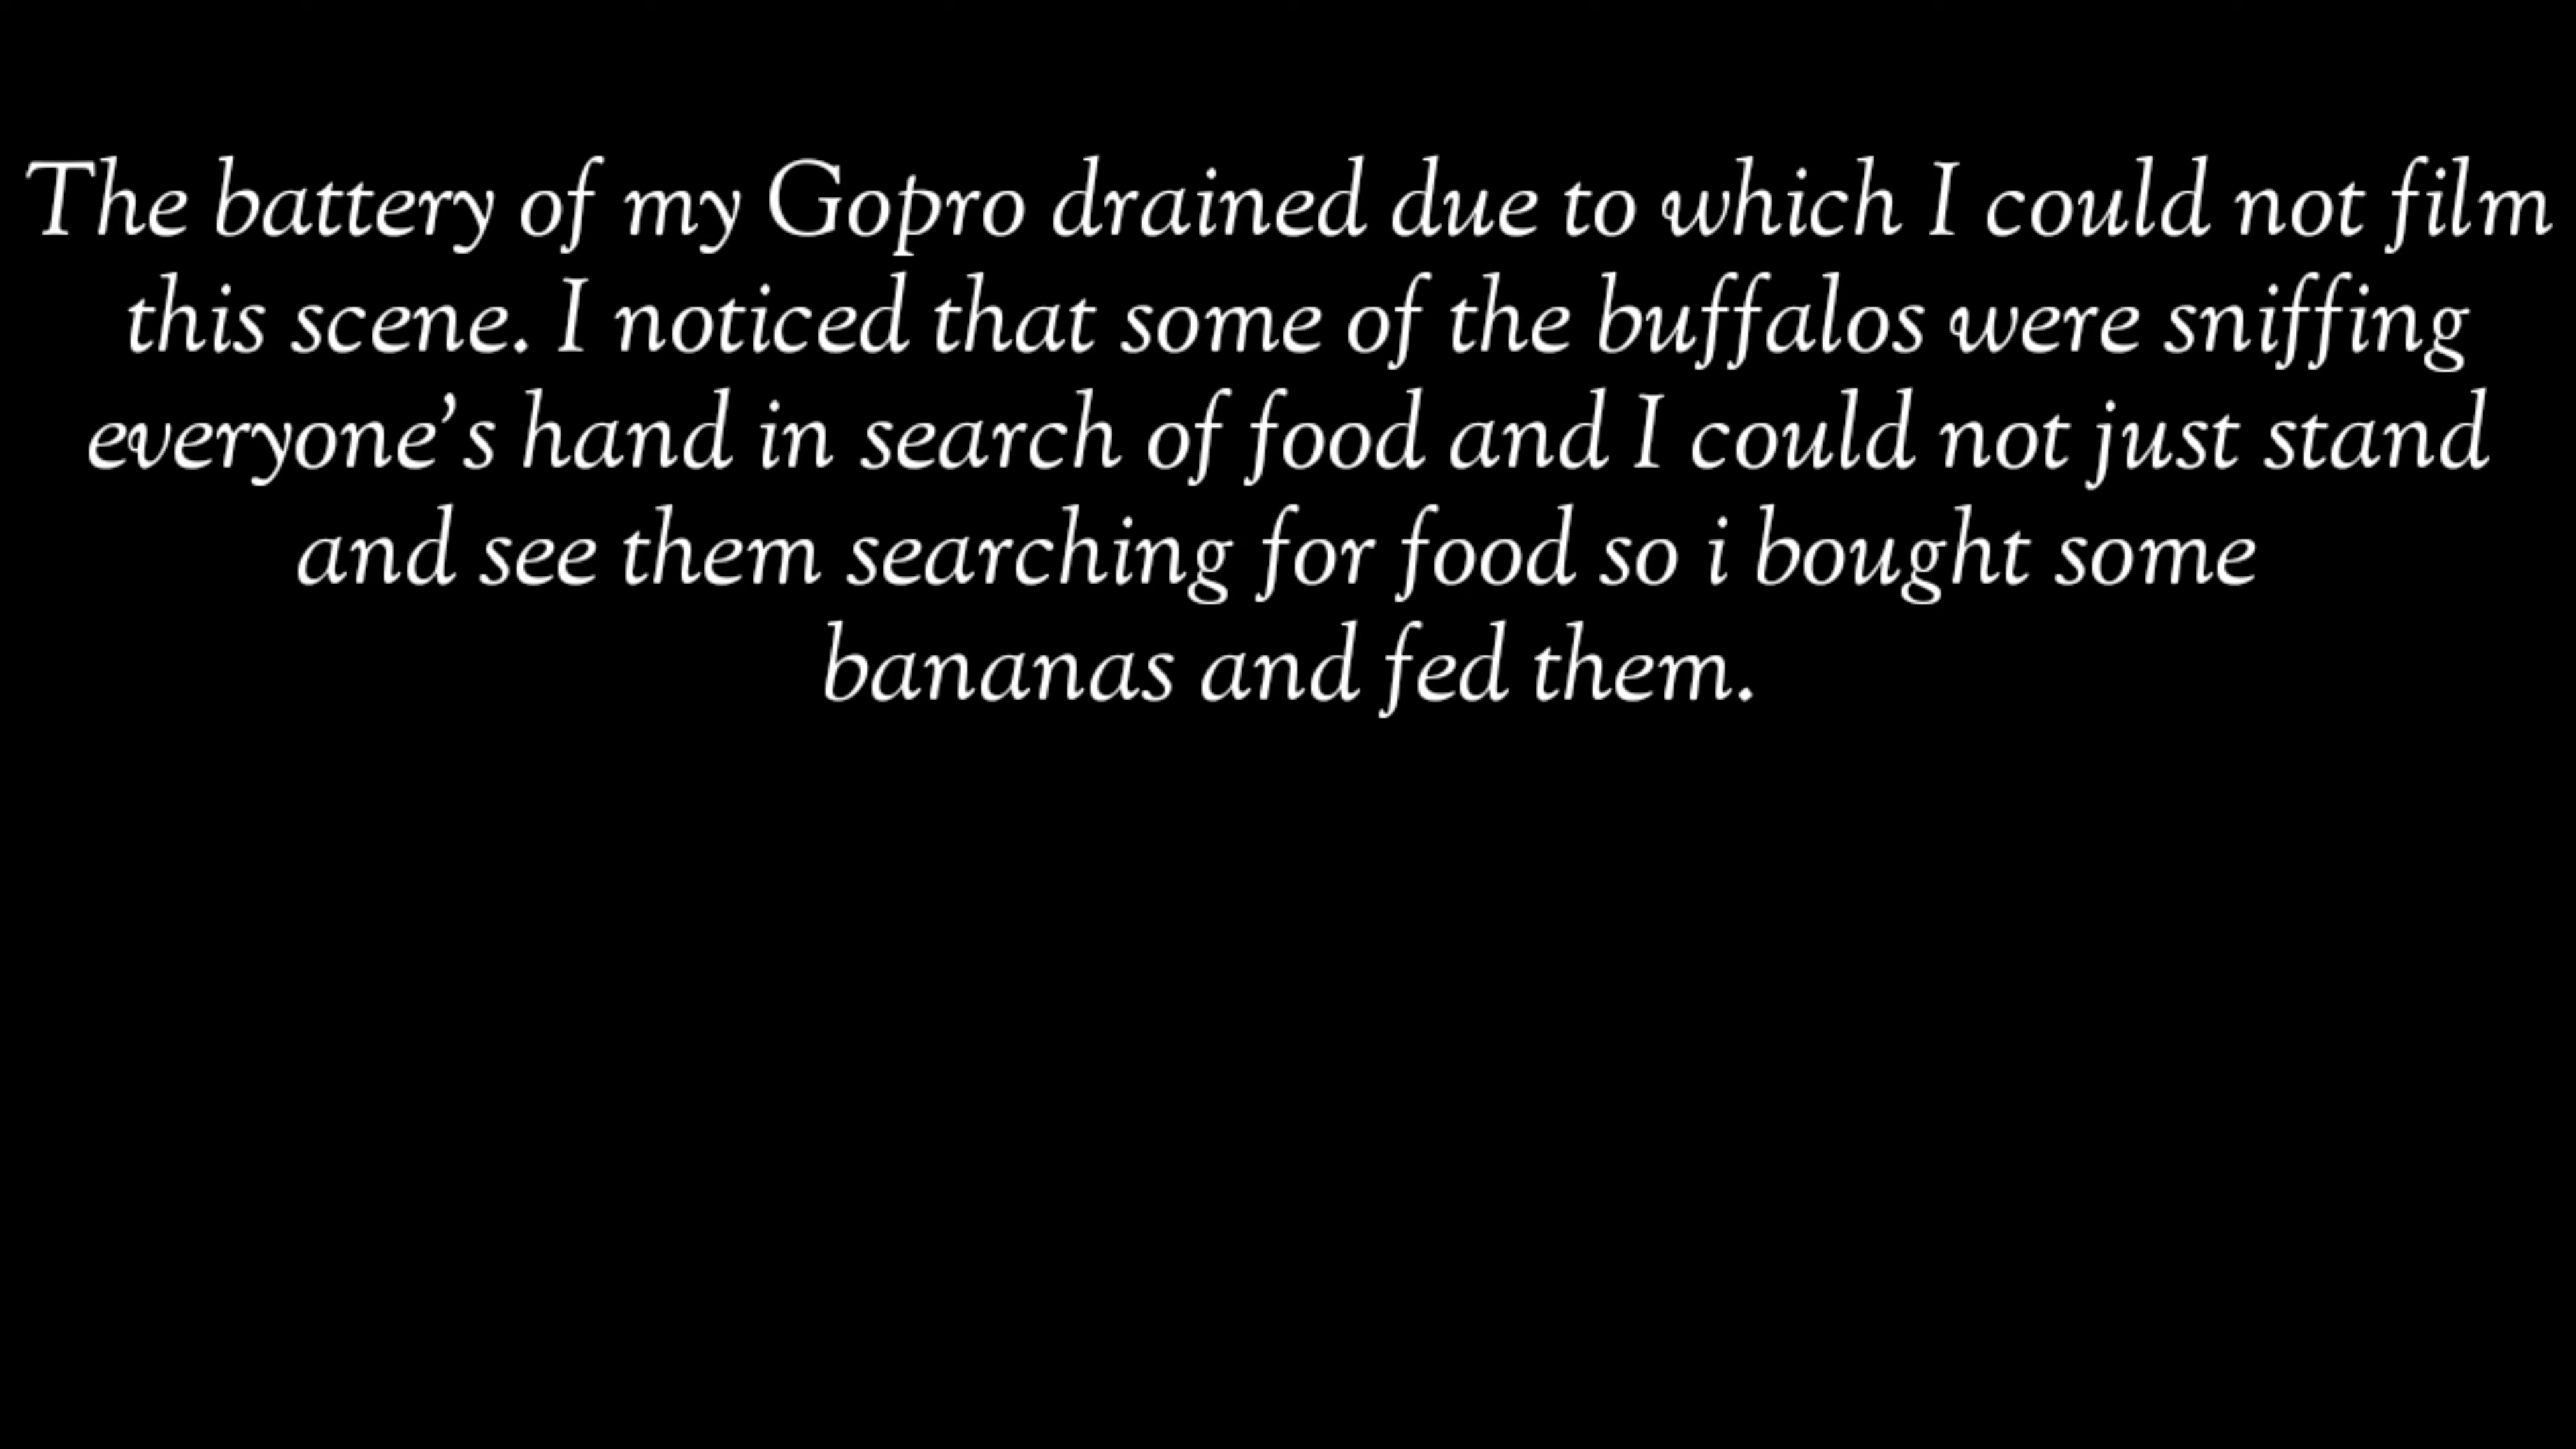 The battery of my Gopro drained due to which I could not film
this scene. I noticed that some of the buffalos were sniffing
everyone's hand in search of food and I could not just stand
and see them searching for food so i bought some
bananas and fed them.